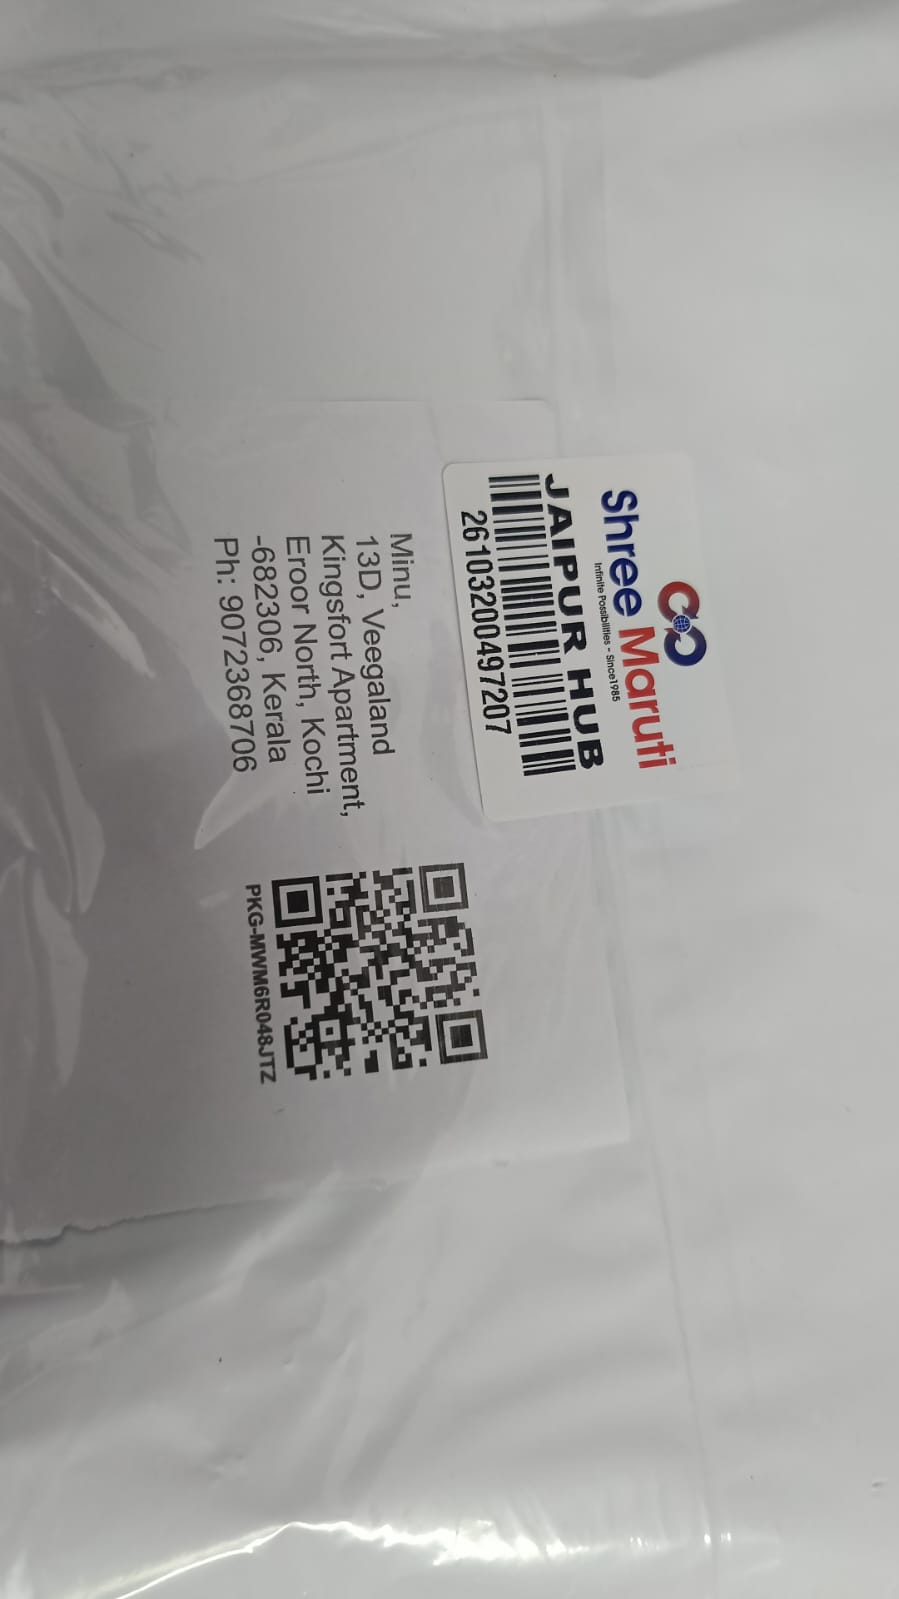 Shree Maruti
Infinite Possibilities - Since1985
JAIPUR HUB
26103200497207
Minu,
13D, Veegaland
Kingsfort Apartment,
Eroor North, Kochi
-682306, Kerala
Ph: 9072368706
PKG-MWM6R048JTZ